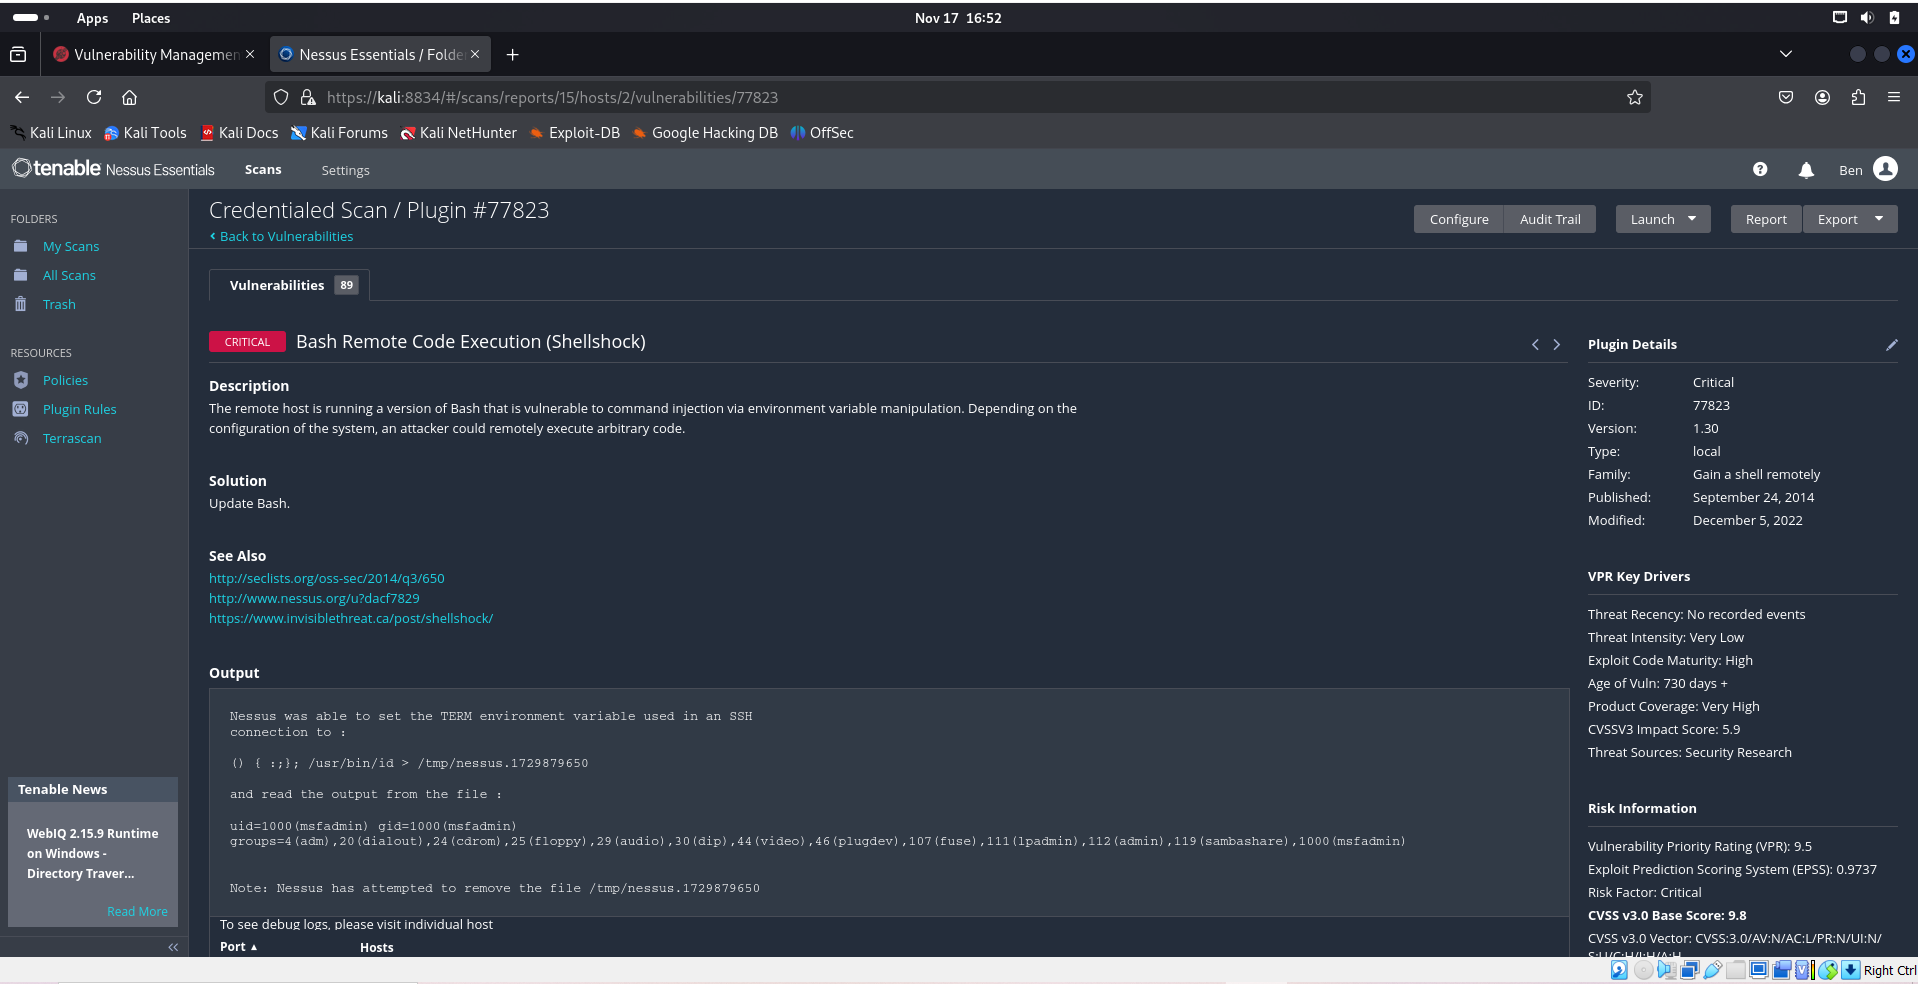 Apps Places Nov 17 16:52
Vulnerability Managemen × Nessus Essentials / Folde × +
https://kali:8834/#/scans/reports/15/hosts/2/vulnerabilities/77823
Kali Linux Kali Tools Kali Docs Kali Forums Kali NetHunter Exploit-DB Google Hacking DB OffSec
tenable Nessus Essentials Scans Settings Ben
FOLDERS
My Scans
All Scans
Trash
RESOURCES
Policies
Plugin Rules
Terrascan
Tenable News
WebIQ 2.15.9 Runtime
on Windows -
Directory Traver...
Read More
Credentialed Scan / Plugin #77823
Back to Vulnerabilities
Configure Audit Trail Launch Report Export
Vulnerabilities 89
CRITICAL Bash Remote Code Execution (Shellshock)
Description
The remote host is running a version of Bash that is vulnerable to command injection via environment variable manipulation. Depending on the
configuration of the system, an attacker could remotely execute arbitrary code.
Solution
Update Bash.
See Also
http://seclists.org/oss-sec/2014/q3/650
http://www.nessus.org/u?dacf7829
https://www.invisiblethreat.ca/post/shellshock/
Output
Nessus was able to set the TERM environment variable used in an SSH
connection to :
() { :;}; /usr/bin/id > /tmp/nessus.1729879650
and read the output from the file :
uid=1000(msfadmin) gid=1000(msfadmin)
groups=4(adm),20(dialout),24(cdrom),25(floppy),29(audio),30(dip),44(video),46(plugdev),107(fuse),111(lpadmin),112(admin),119(sambashare),1000(msfadmin)
Note: Nessus has attempted to remove the file /tmp/nessus.1729879650
To see debug logs, please visit individual host
Port Hosts
Plugin Details
Severity: Critical
ID: 77823
Version: 1.30
Type: local
Family: Gain a shell remotely
Published: September 24, 2014
Modified: December 5, 2022
VPR Key Drivers
Threat Recency: No recorded events
Threat Intensity: Very Low
Exploit Code Maturity: High
Age of Vuln: 730 days +
Product Coverage: Very High
CVSSV3 Impact Score: 5.9
Threat Sources: Security Research
Risk Information
Vulnerability Priority Rating (VPR): 9.5
Exploit Prediction Scoring System (EPSS): 0.9737
Risk Factor: Critical
CVSS v3.0 Base Score: 9.8
CVSS v3.0 Vector: CVSS:3.0/AV:N/AC:L/PR:N/UI:N/
S:U/C:H/I:H/A:H
Right Ctrl